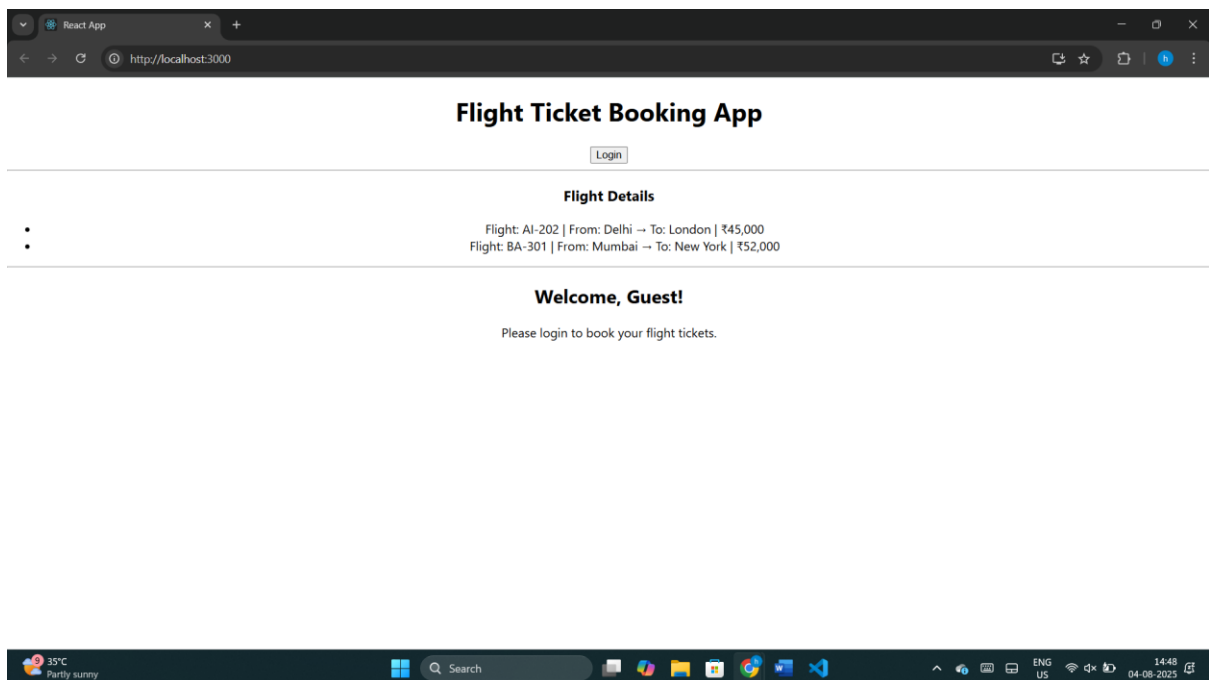 React App
http://localhost:3000
h
Flight Ticket Booking App
Login
Flight Details
Flight: AI-202 | From: Delhi → To: London | ₹45,000
Flight: BA-301 | From: Mumbai → To: New York | ₹52,000
Welcome, Guest!
Please login to book your flight tickets.
9
35°C
Partly sunny
Search
ENG
US
14:48
04-08-2025